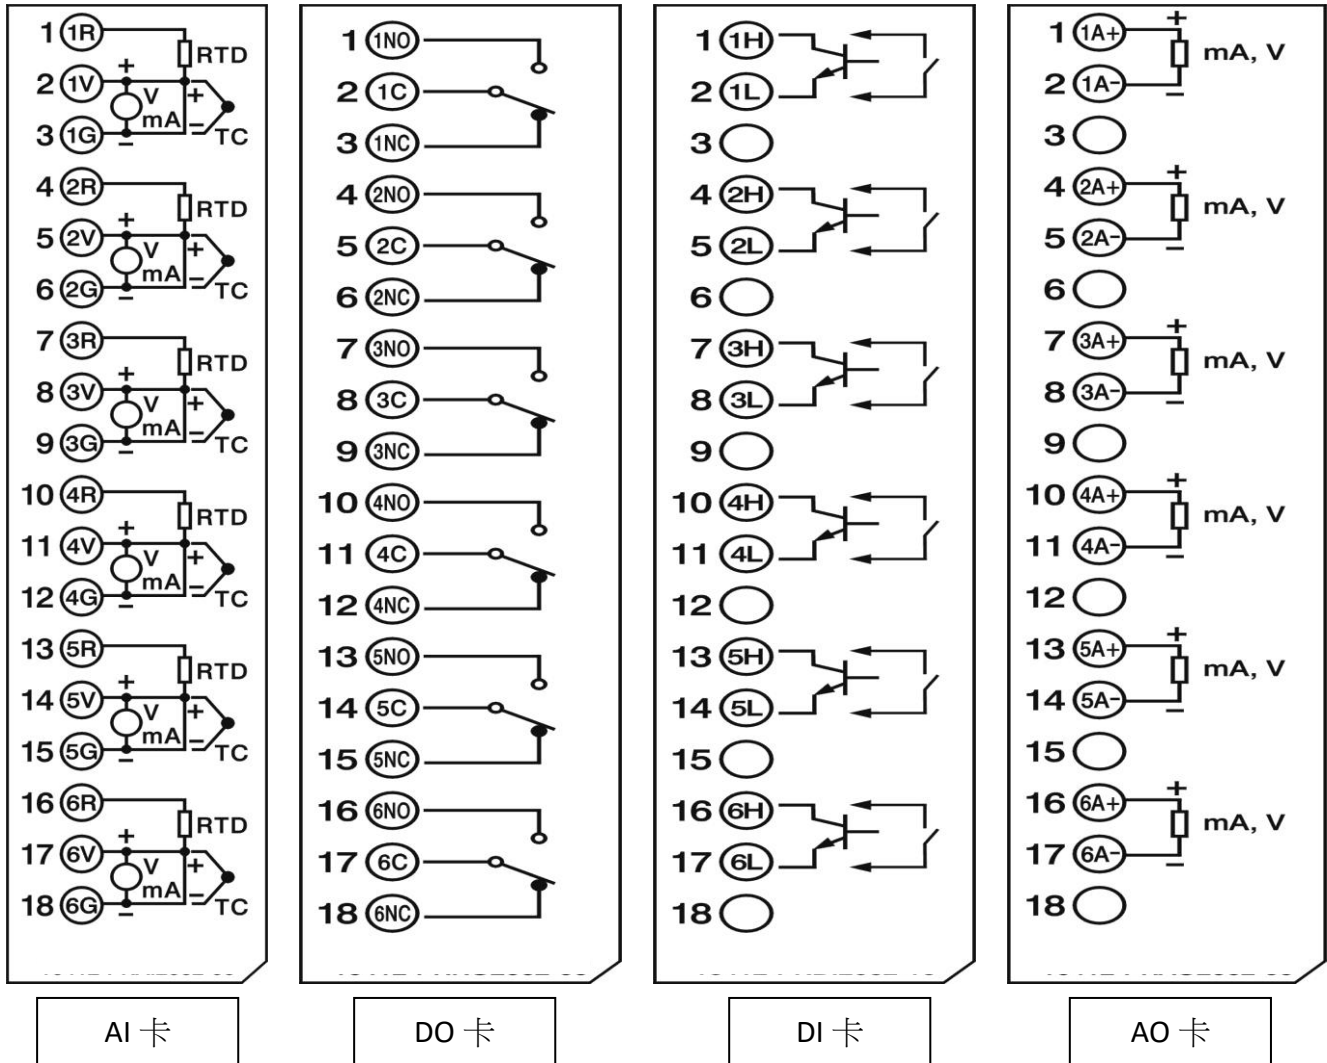 1 1R
RTD
2 1V + V +
mA
3 1G − − TC
4 2R
RTD
5 2V + V +
mA
6 2G − − TC
7 3R
RTD
8 3V + V +
mA
9 3G − − TC
10 4R
RTD
11 4V + V +
mA
12 4G − − TC
13 5R
RTD
14 5V + V +
mA
15 5G − − TC
16 6R
RTD
17 6V + V +
mA
18 6G − − TC
AI 卡
1 1NO
2 1C
3 1NC
4 2NO
5 2C
6 2NC
7 3NO
8 3C
9 3NC
10 4NO
11 4C
12 4NC
13 5NO
14 5C
15 5NC
16 6NO
17 6C
18 6NC
DO 卡
1 1H
2 1L
3
4 2H
5 2L
6
7 3H
8 3L
9
10 4H
11 4L
12
13 5H
14 5L
15
16 6H
17 6L
18
DI 卡
1 1A+ +
mA, V
2 1A- −
3
4 2A+ +
mA, V
5 2A- −
6
7 3A+ +
mA, V
8 3A- −
9
10 4A+ +
mA, V
11 4A- −
12
13 5A+ +
mA, V
14 5A- −
15
16 6A+ +
mA, V
17 6A- −
18
AO 卡